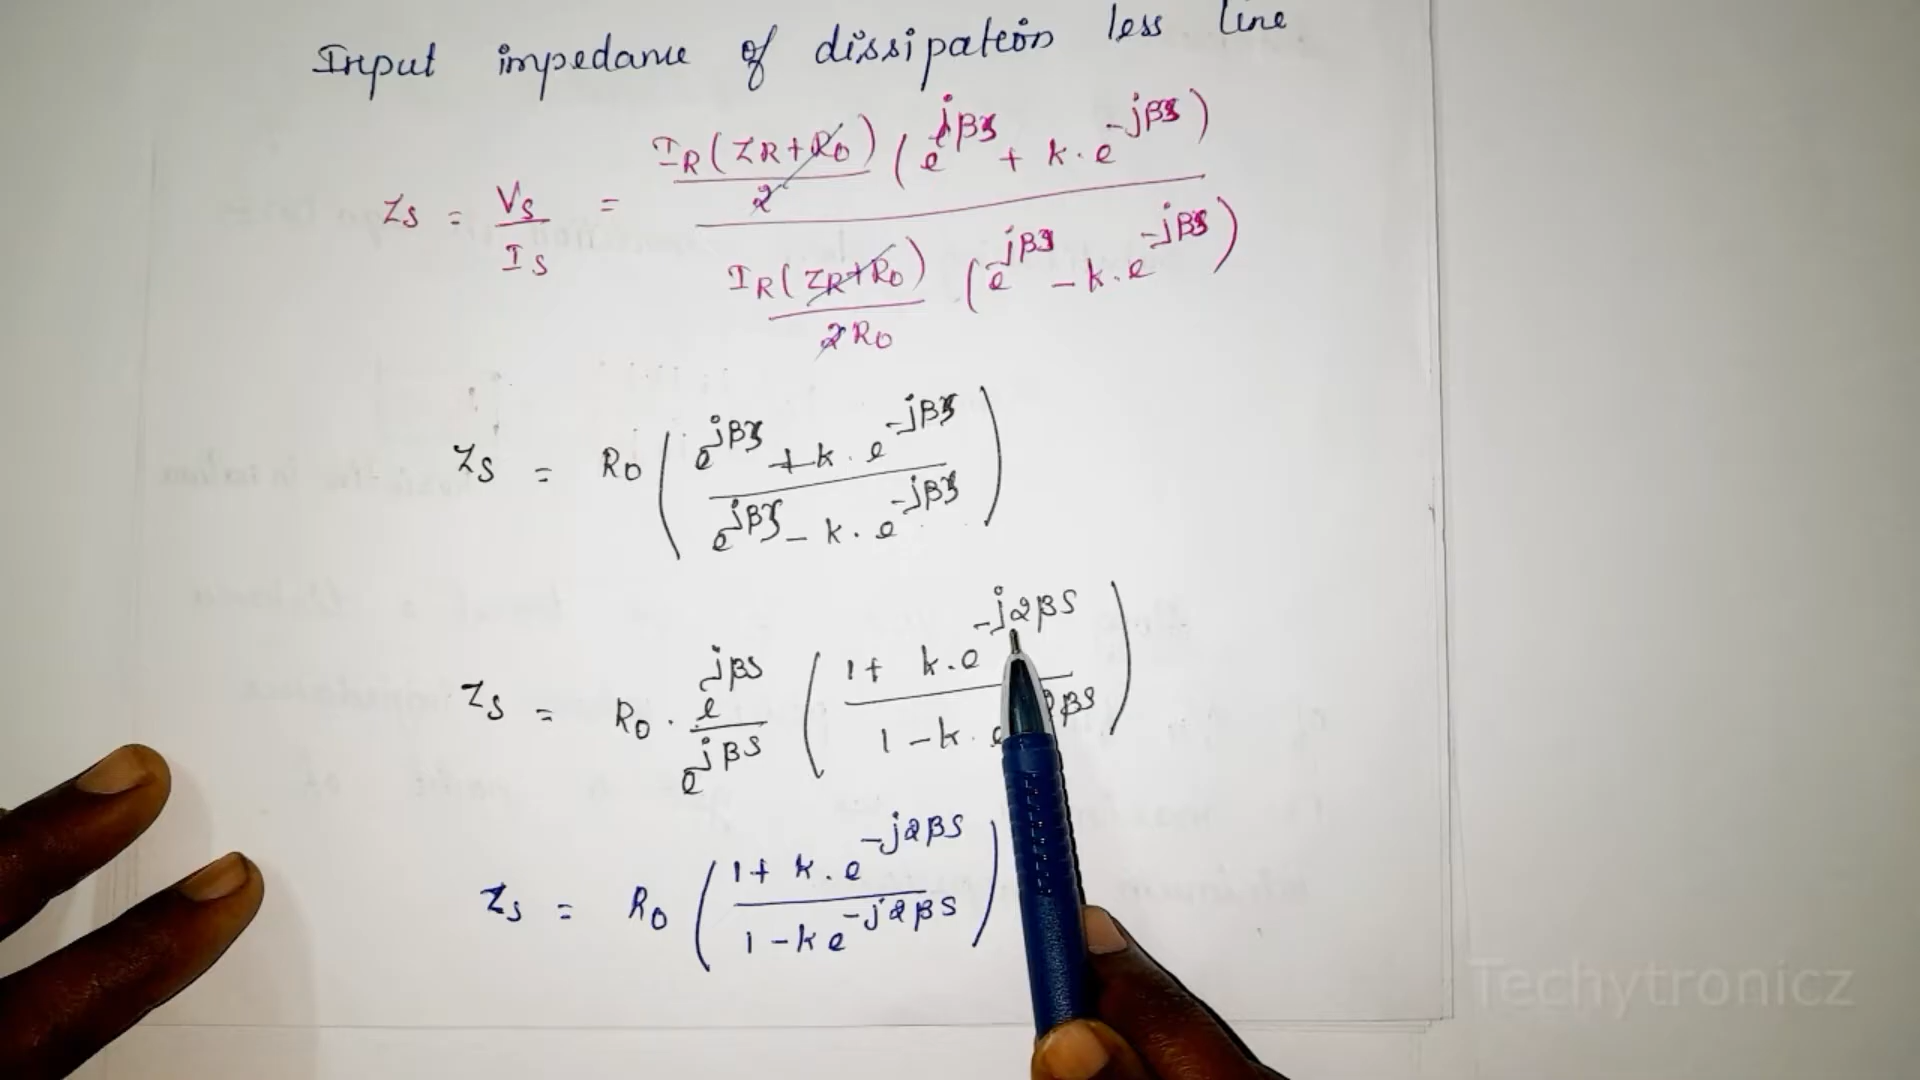 Input impedance of dissipation less line
Zs = Vs / Is = IR(ZR+R0)/2 (e^jβs + k.e^-jβs) / IR(ZR+R0)/2R0 (e^jβs - k.e^-jβs)
Zs = R0 ( e^jβs + k.e^-jβs / e^jβs - k.e^-jβs )
Zs = R0 . e^jβs / e^jβs ( 1 + k.e^-j2βs / 1 - k. βs )
Zs = R0 ( 1 + k.e^-j2βs / 1 - ke^-j2βs )
Techytronicz